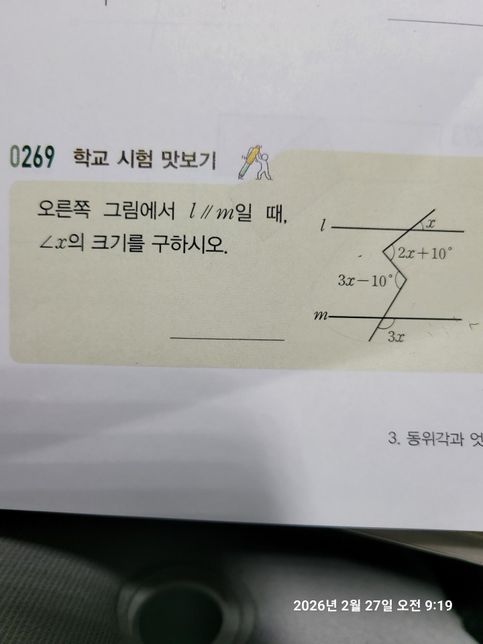 0269 학교 시험 맛보기
오른쪽 그림에서 l∥m일 때,
∠x의 크기를 구하시오.
l
x
2x+10°
3x-10°
m
3x
3. 동위각과 엇
2026년 2월 27일 오전 9:19